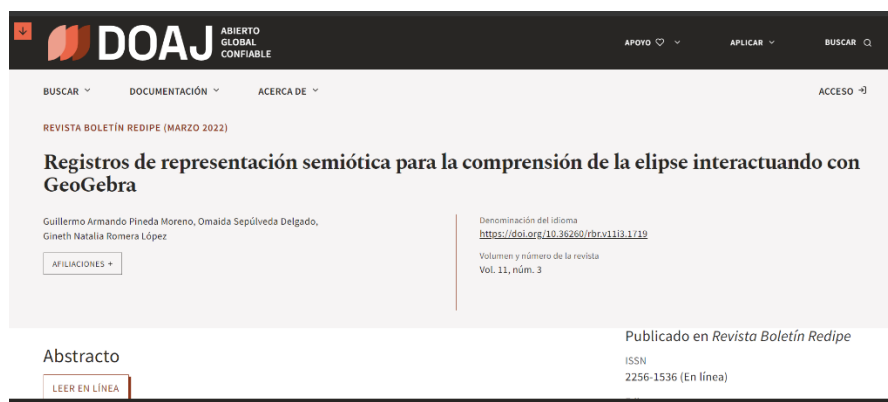 DOAJ
ABIERTO
GLOBAL
CONFIABLE
APOYO
APLICAR
BUSCAR
BUSCAR
DOCUMENTACIÓN
ACERCA DE
ACCESO
REVISTA BOLETÍN REDIPE (MARZO 2022)
Registros de representación semiótica para la comprensión de la elipse interactuando con
GeoGebra
Guillermo Armando Pineda Moreno, Omaida Sepúlveda Delgado,
Gineth Natalia Romera López
AFILIACIONES +
Denominación del idioma
https://doi.org/10.36260/rbr.v11i3.1719
Volumen y número de la revista
Vol. 11, núm. 3
Abstracto
LEER EN LÍNEA
Publicado en Revista Boletín Redipe
ISSN
2256-1536 (En línea)